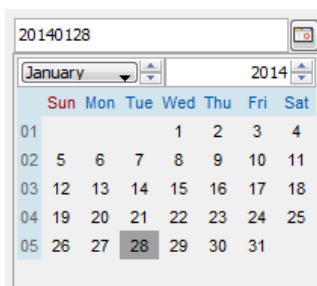 20140128
January 2014
Sun Mon Tue Wed Thu Fri Sat
01 1 2 3 4
02 5 6 7 8 9 10 11
03 12 13 14 15 16 17 18
04 19 20 21 22 23 24 25
05 26 27 28 29 30 31